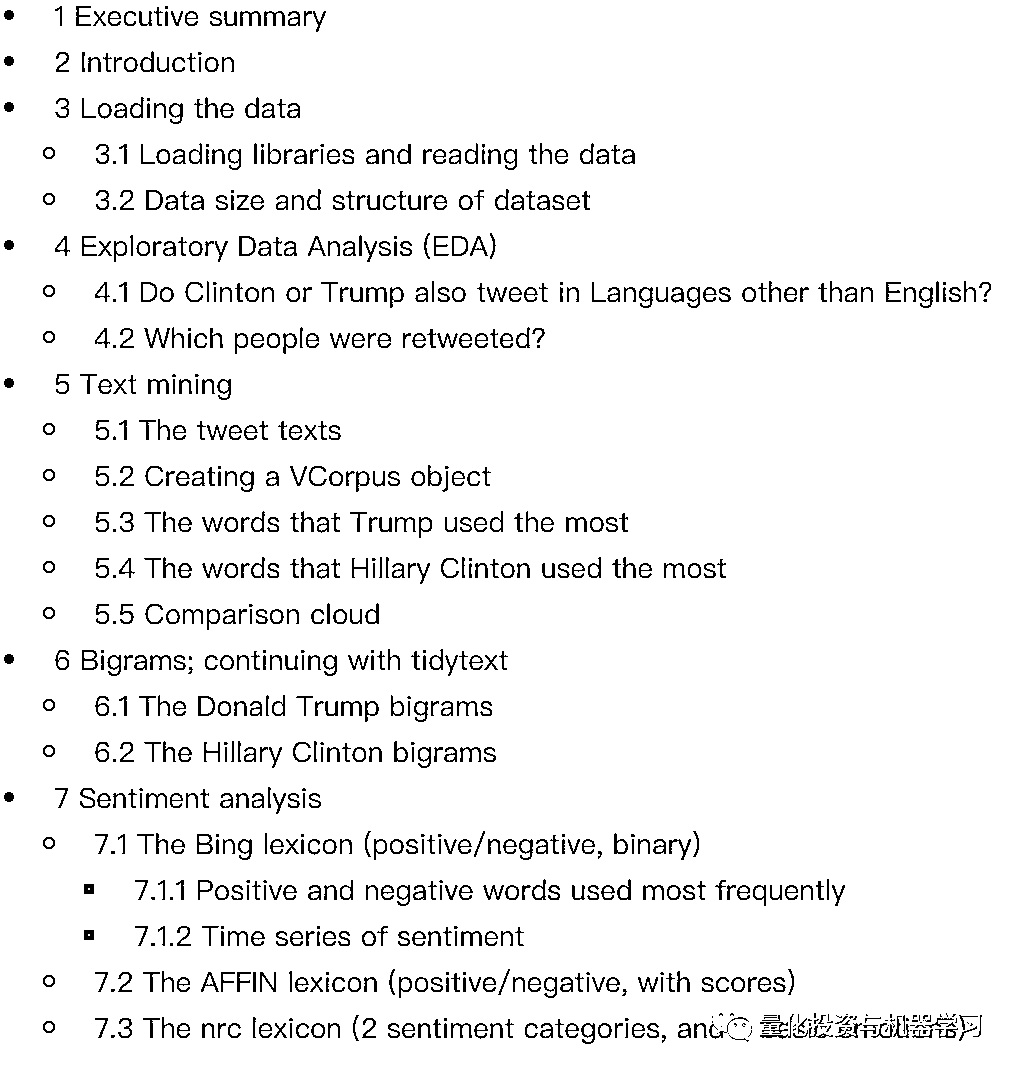 • 1 Executive summary
• 2 Introduction
• 3 Loading the data
○ 3.1 Loading libraries and reading the data
○ 3.2 Data size and structure of dataset
• 4 Exploratory Data Analysis (EDA)
○ 4.1 Do Clinton or Trump also tweet in Languages other than English?
○ 4.2 Which people were retweeted?
• 5 Text mining
○ 5.1 The tweet texts
○ 5.2 Creating a VCorpus object
○ 5.3 The words that Trump used the most
○ 5.4 The words that Hillary Clinton used the most
○ 5.5 Comparison cloud
• 6 Bigrams; continuing with tidytext
○ 6.1 The Donald Trump bigrams
○ 6.2 The Hillary Clinton bigrams
• 7 Sentiment analysis
○ 7.1 The Bing lexicon (positive/negative, binary)
▪ 7.1.1 Positive and negative words used most frequently
▪ 7.1.2 Time series of sentiment
○ 7.2 The AFFIN lexicon (positive/negative, with scores)
○ 7.3 The nrc lexicon (2 sentiment categories, and
量化投资与机器学习